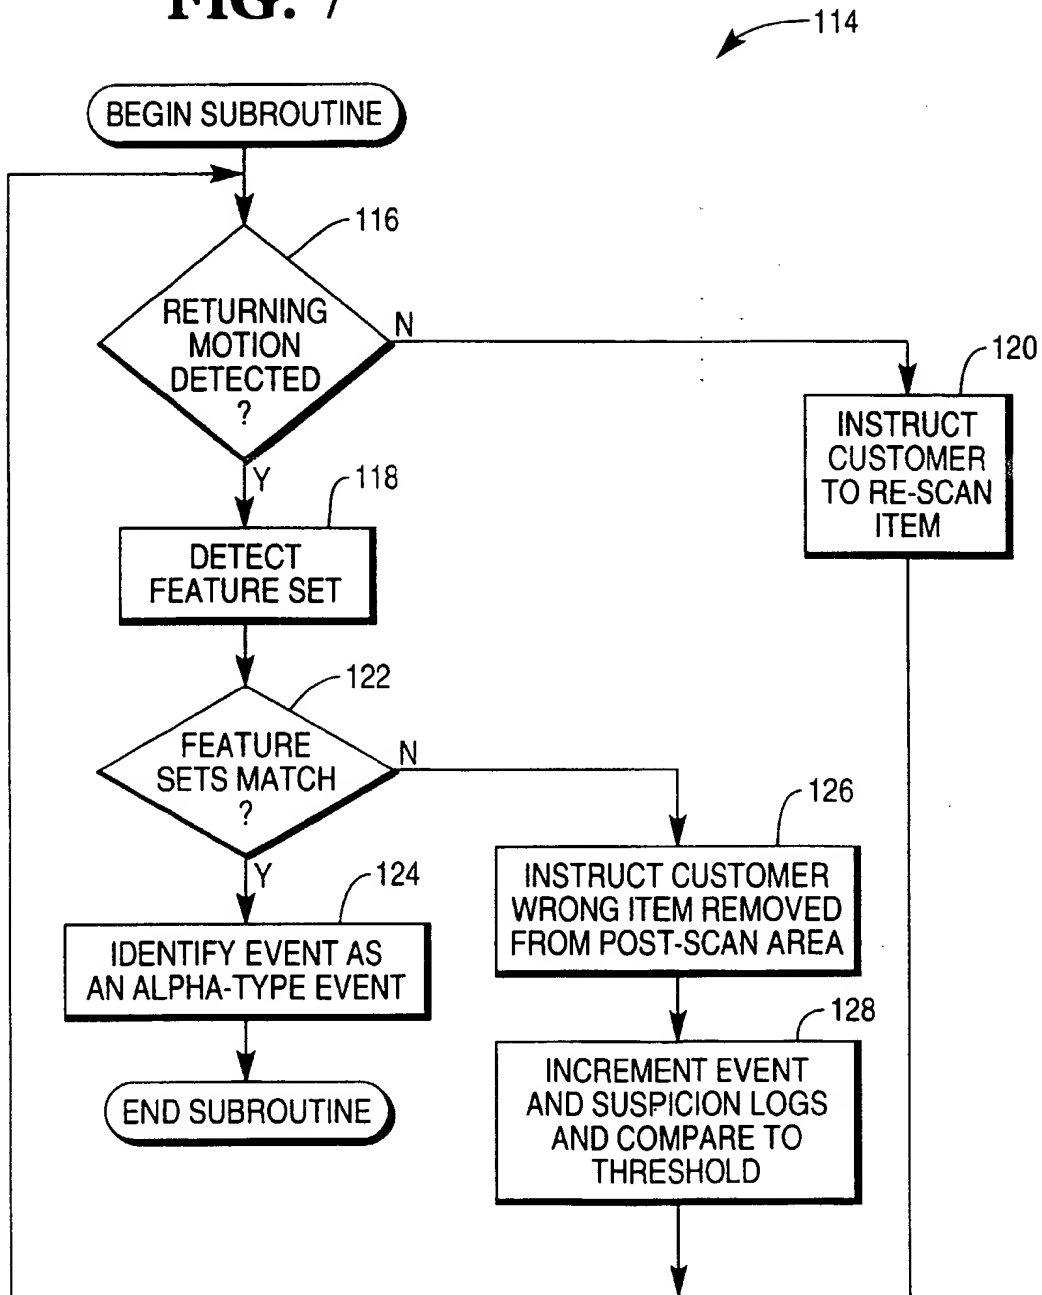 FIG. 7
114
BEGIN SUBROUTINE
116
RETURNING
MOTION
DETECTED
?
N
Y
120
INSTRUCT
CUSTOMER
TO RE-SCAN
ITEM
118
DETECT
FEATURE SET
122
FEATURE
SETS MATCH
?
N
Y
126
INSTRUCT CUSTOMER
WRONG ITEM REMOVED
FROM POST-SCAN AREA
124
IDENTIFY EVENT AS
AN ALPHA-TYPE EVENT
128
INCREMENT EVENT
AND SUSPICION LOGS
AND COMPARE TO
THRESHOLD
END SUBROUTINE